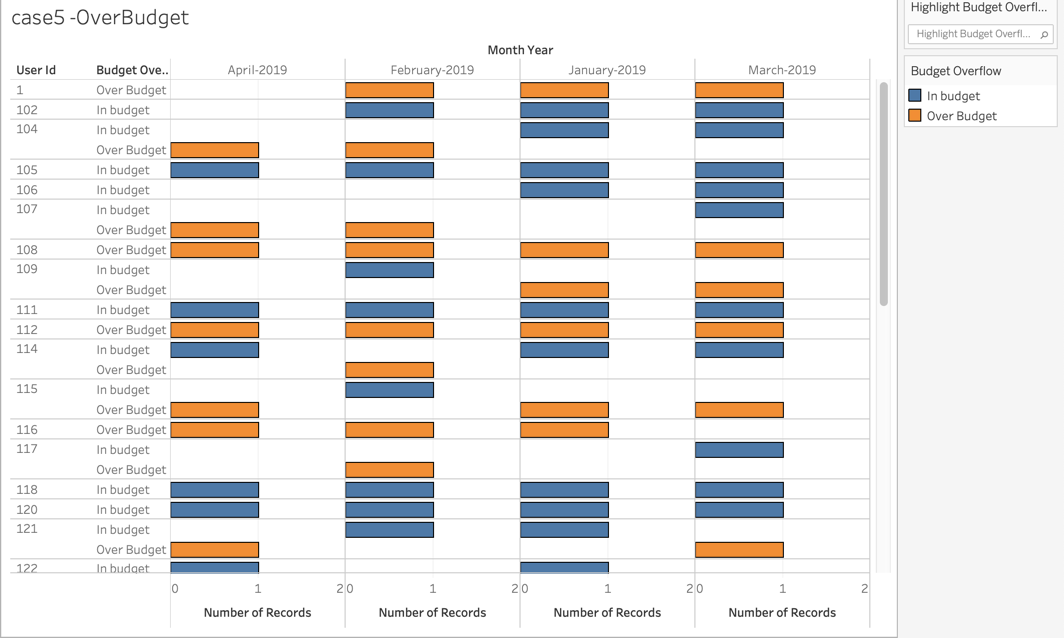 case5 -OverBudget
Month Year
User Id Budget Ove.. April-2019 February-2019 January-2019 March-2019
1 Over Budget
102 In budget
104 In budget
Over Budget
105 In budget
106 In budget
107 In budget
Over Budget
108 Over Budget
109 In budget
Over Budget
111 In budget
112 Over Budget
114 In budget
Over Budget
115 In budget
Over Budget
116 Over Budget
117 In budget
Over Budget
118 In budget
120 In budget
121 In budget
Over Budget
122 In budget
0 1 2 0 1 2 0 1 2 0 1 2
Number of Records Number of Records Number of Records Number of Records
Highlight Budget Overfl...
Highlight Budget Overfl...
Budget Overflow
In budget
Over Budget